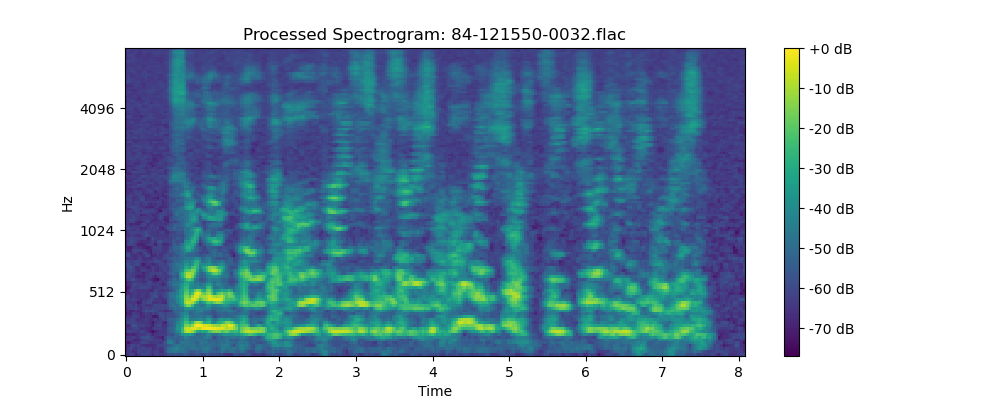 Processed Spectrogram: 84-121550-0032.flac
Hz
4096
2048
1024
512
0
0 1 2 3 4 5 6 7 8
Time
+0 dB
-10 dB
-20 dB
-30 dB
-40 dB
-50 dB
-60 dB
-70 dB